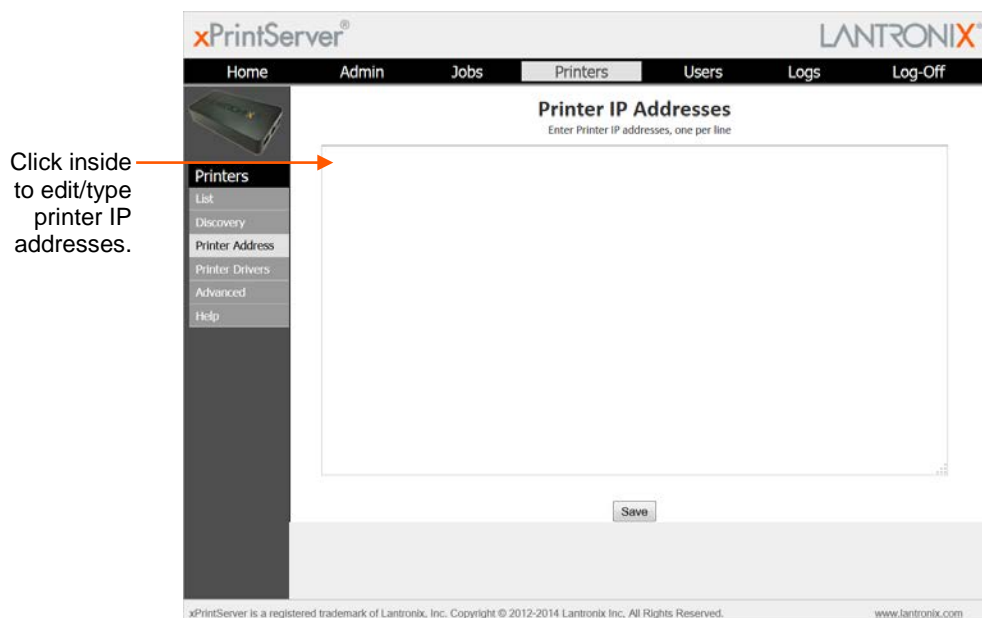 xPrintServer®
LANTRONIX®
Home Admin Jobs Printers Users Logs Log-Off
Printer IP Addresses
Enter Printer IP addresses, one per line
Click inside
to edit/type
printer IP
addresses.
Printers
List
Discovery
Printer Address
Printer Drivers
Advanced
Help
Save
xPrintServer is a registered trademark of Lantronix, Inc. Copyright © 2012-2014 Lantronix Inc. All Rights Reserved. www.lantronix.com